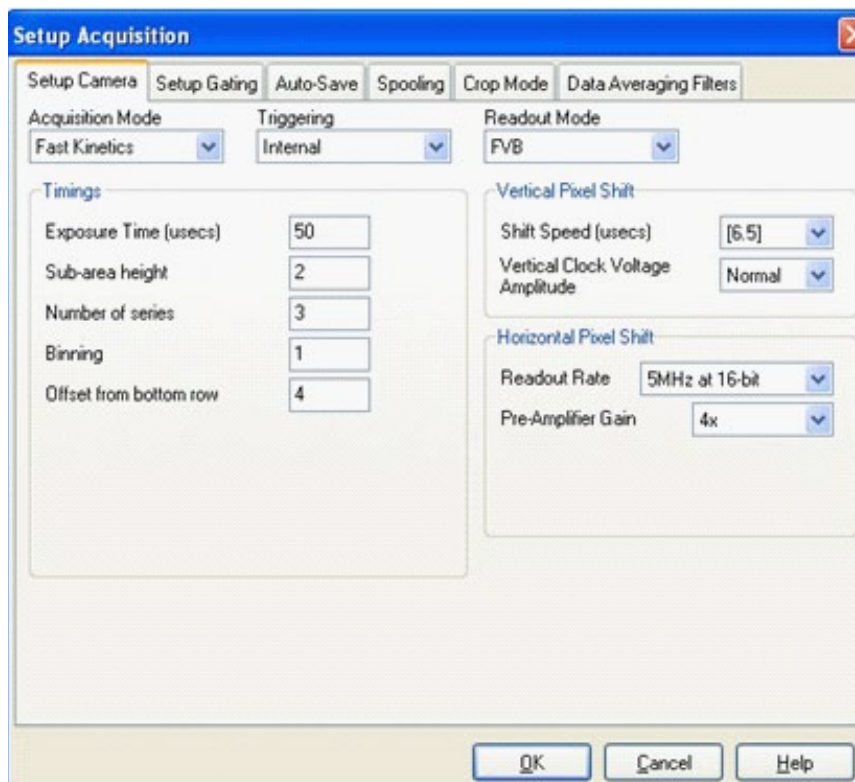 Setup Acquisition
Setup Camera Setup Gating Auto-Save Spooling Crop Mode Data Averaging Filters
Acquisition Mode Triggering Readout Mode
Fast Kinetics Internal FVB
Timings
Exposure Time (usecs) 50
Sub-area height 2
Number of series 3
Binning 1
Offset from bottom row 4
Vertical Pixel Shift
Shift Speed (usecs) [6.5]
Vertical Clock Voltage
Amplitude Normal
Horizontal Pixel Shift
Readout Rate 5MHz at 16-bit
Pre-Amplifier Gain 4x
OK Cancel Help